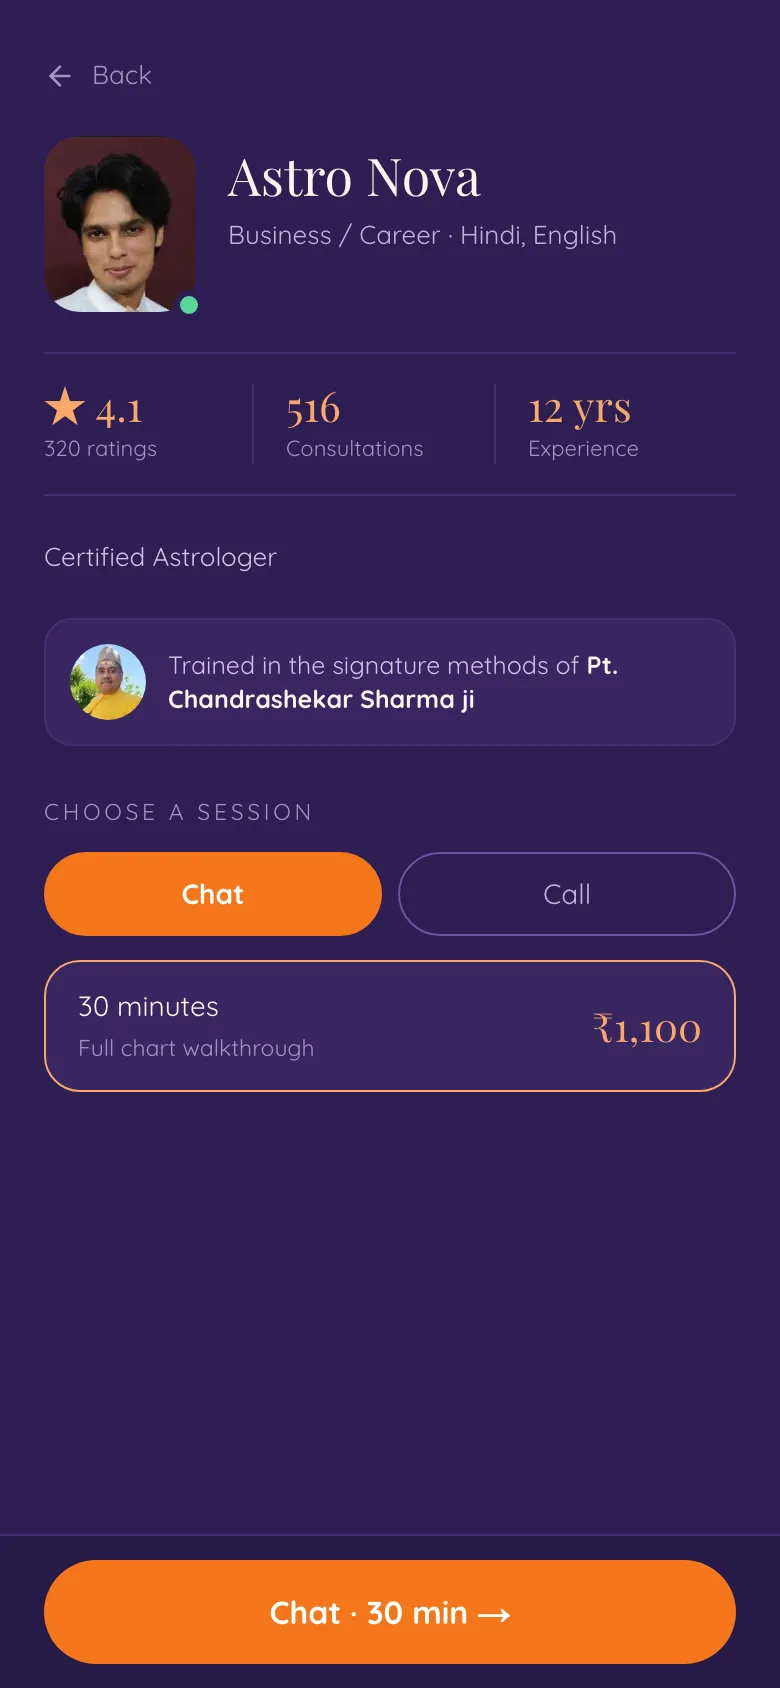 Back
Astro Nova
Business / Career · Hindi, English
★ 4.1
320 ratings
516
Consultations
12 yrs
Experience
Certified Astrologer
Trained in the signature methods of Pt.
Chandrashekar Sharma ji
CHOOSE A SESSION
Chat
Call
30 minutes
Full chart walkthrough
₹1,100
Chat · 30 min →